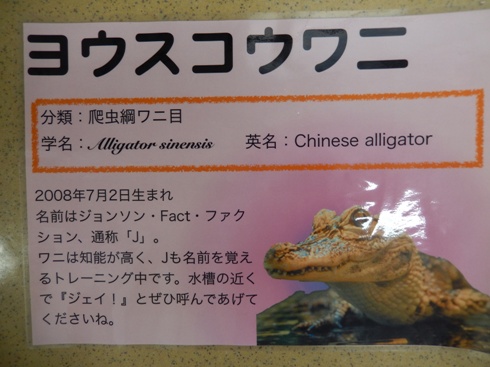 ヨウスコウワニ
分類：爬虫綱ワニ目
学名：Alligator sinensis　英名：Chinese alligator
2008年7月2日生まれ
名前はジョンソン・Fact・ファク
ション、通称「J」。
ワニは知能が高く、Jも名前を覚え
るトレーニング中です。水槽の近く
で『ジェイ！』とぜひ呼んであげて
くださいね。